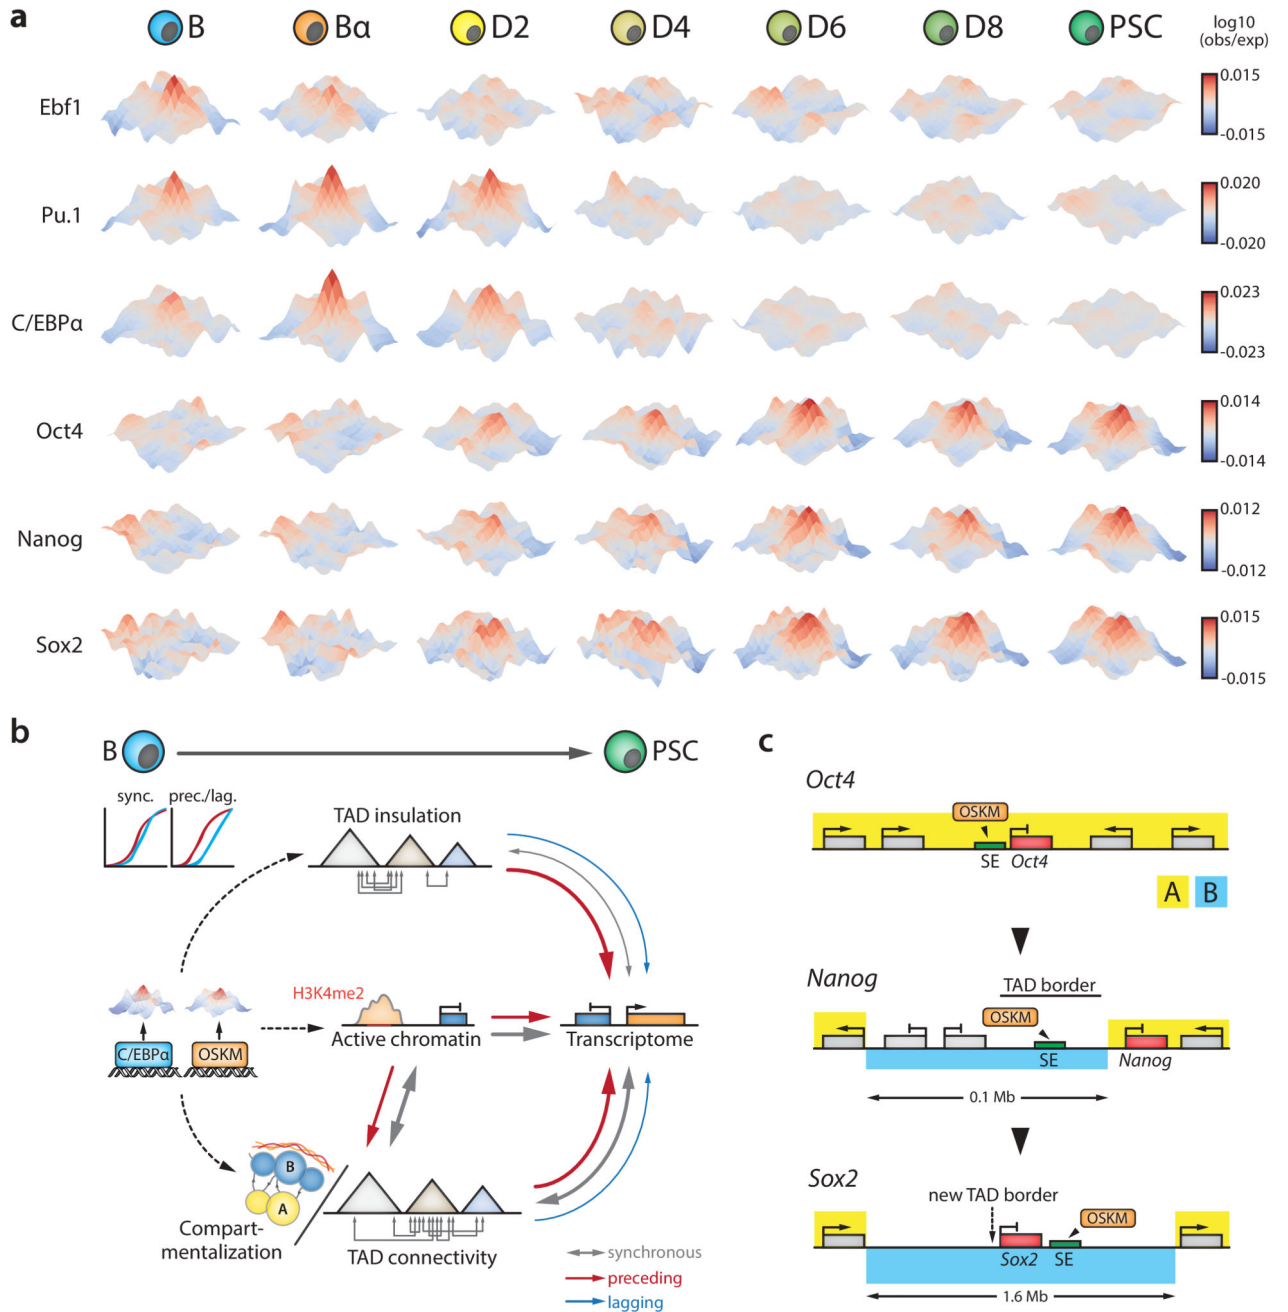 a
B Bα D2 D4 D6 D8 PSC
log10
(obs/exp)
Ebf1
0.015
-0.015
Pu.1
0.020
-0.020
C/EBPα
0.023
-0.023
Oct4
0.014
-0.014
Nanog
0.012
-0.012
Sox2
0.015
-0.015
b
B PSC
sync. prec./lag.
TAD insulation
H3K4me2
C/EBPα OSKM
Active chromatin
Transcriptome
B
A
Compart-
mentalization
TAD connectivity
synchronous
preceding
lagging
c
Oct4
OSKM
SE Oct4
A B
Nanog
TAD border
OSKM
SE Nanog
0.1 Mb
Sox2
new TAD border
OSKM
Sox2 SE
1.6 Mb